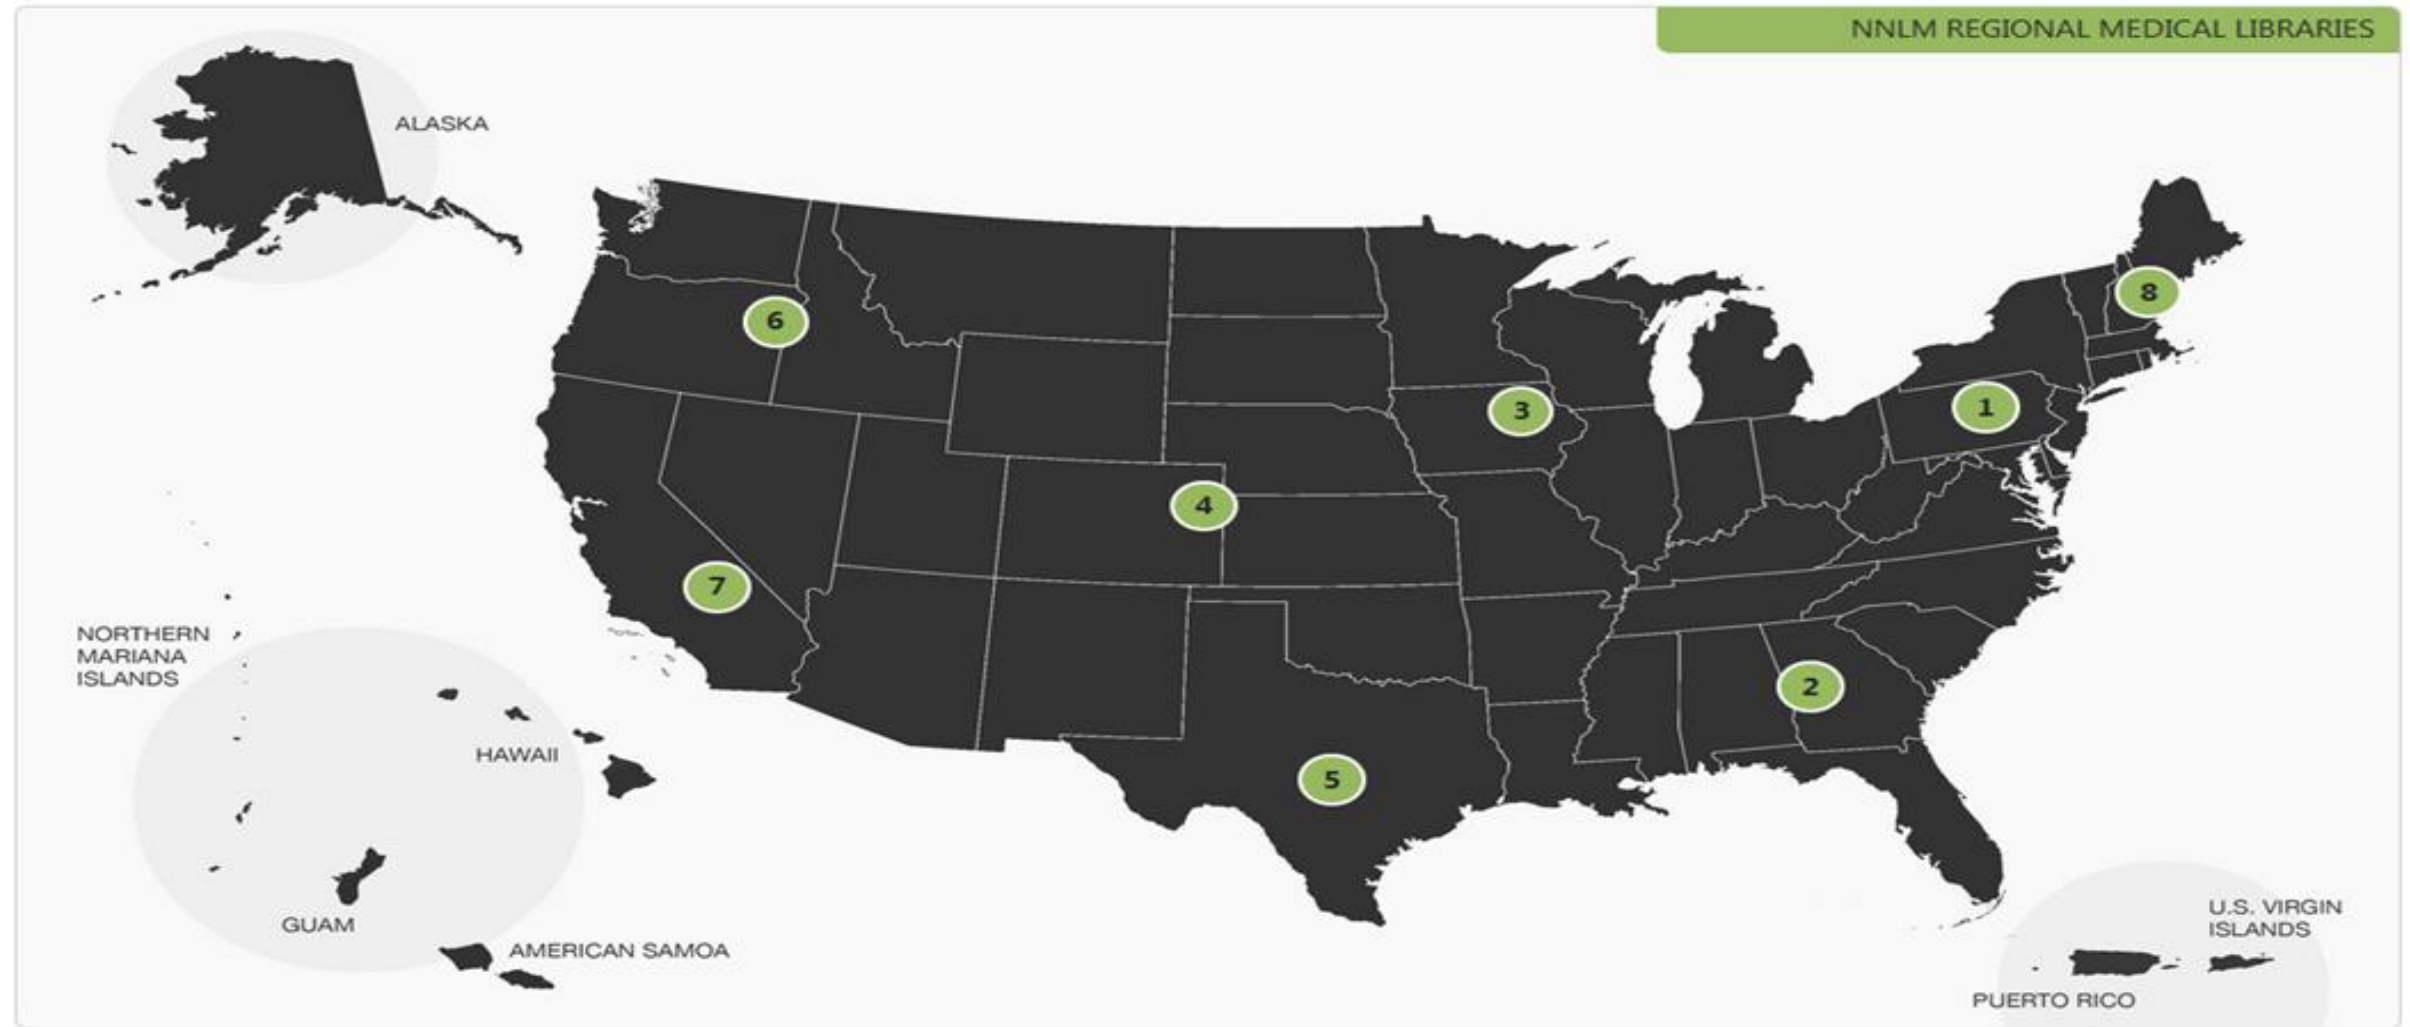 NNLM REGIONAL MEDICAL LIBRARIES
ALASKA
8
6
1
3
4
7
NORTHERN
MARIANA
ISLANDS
2
HAWAII
5
U.S. VIRGIN
ISLANDS
GUAM
AMERICAN SAMOA
PUERTO RICO